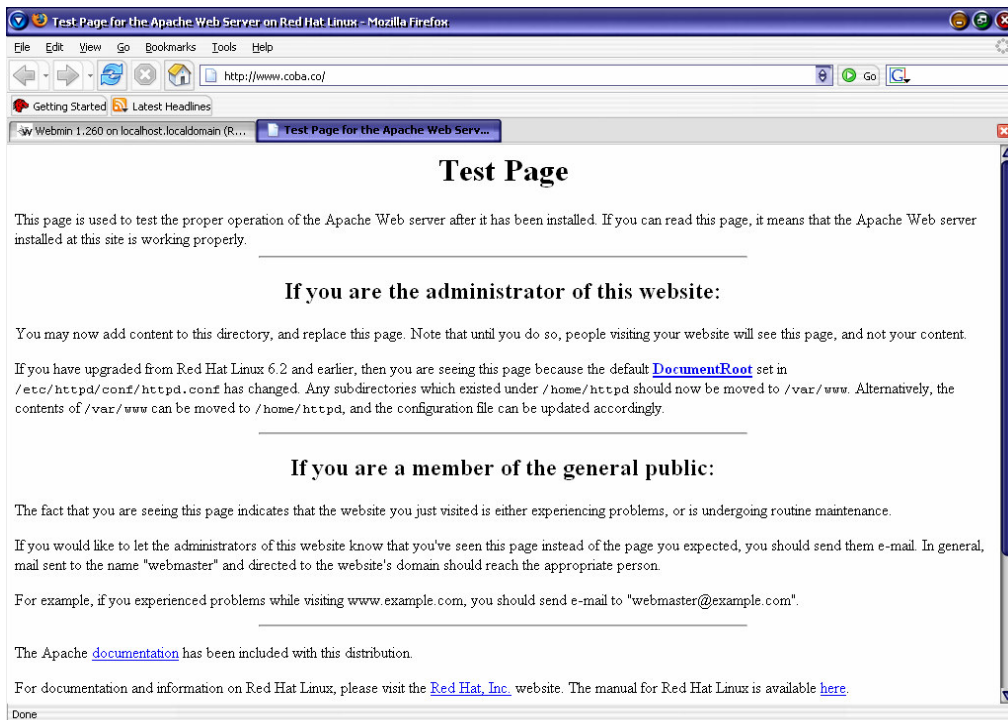 Test Page for the Apache Web Server on Red Hat Linux - Mozilla Firefox
File Edit View Go Bookmarks Tools Help
http://www.coba.co/ Go G
Getting Started Latest Headlines
Webmin 1.260 on localhost.localdomain (R... Test Page for the Apache Web Serv...
Test Page
This page is used to test the proper operation of the Apache Web server after it has been installed. If you can read this page, it means that the Apache Web server
installed at this site is working properly.
If you are the administrator of this website:
You may now add content to this directory, and replace this page. Note that until you do so, people visiting your website will see this page, and not your content.
If you have upgraded from Red Hat Linux 6.2 and earlier, then you are seeing this page because the default DocumentRoot set in
/etc/httpd/conf/httpd.conf has changed. Any subdirectories which existed under /home/httpd should now be moved to /var/www. Alternatively, the
contents of /var/www can be moved to /home/httpd, and the configuration file can be updated accordingly.
If you are a member of the general public:
The fact that you are seeing this page indicates that the website you just visited is either experiencing problems, or is undergoing routine maintenance.
If you would like to let the administrators of this website know that you've seen this page instead of the page you expected, you should send them e-mail. In general,
mail sent to the name "webmaster" and directed to the website's domain should reach the appropriate person.
For example, if you experienced problems while visiting www.example.com, you should send e-mail to "webmaster@example.com".
The Apache documentation has been included with this distribution.
For documentation and information on Red Hat Linux, please visit the Red Hat, Inc. website. The manual for Red Hat Linux is available here.
Done